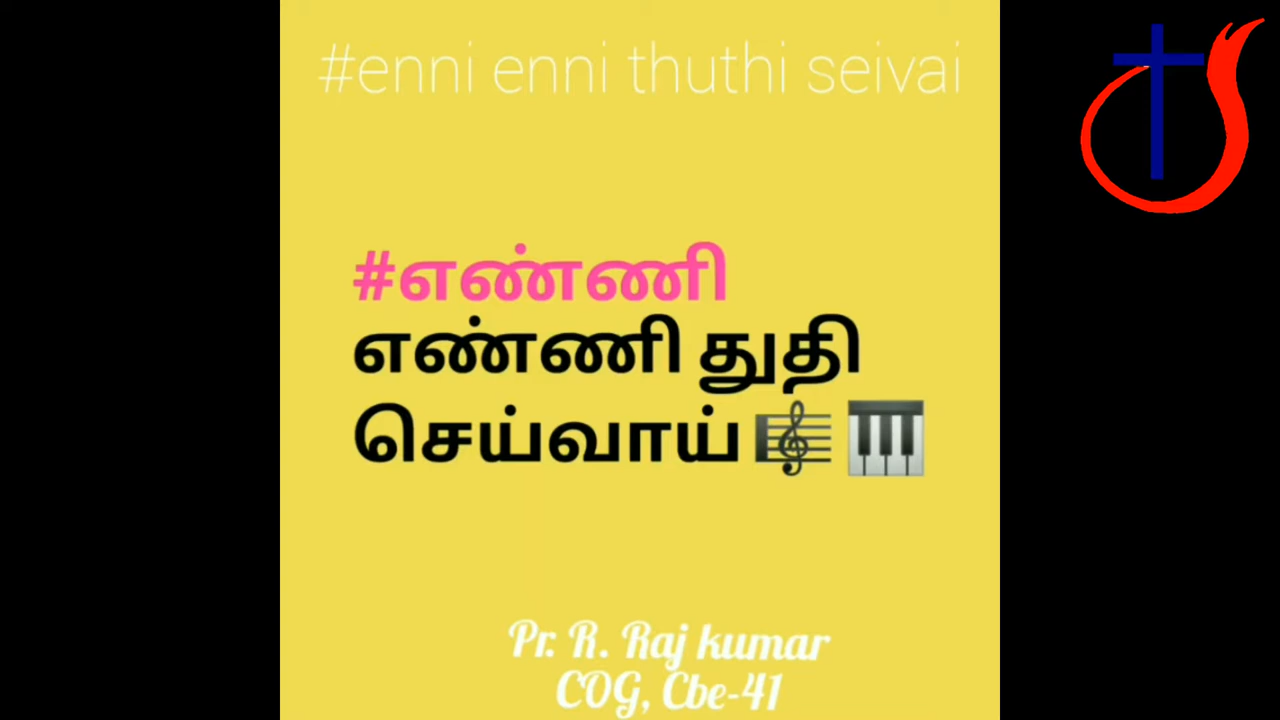 #enni enni thuthi seivai
#எண்ணி
எண்ணி துதி
செய்வாய் 🎼 🎹
Pr. R. Raj kumar
COG, Cbe-41